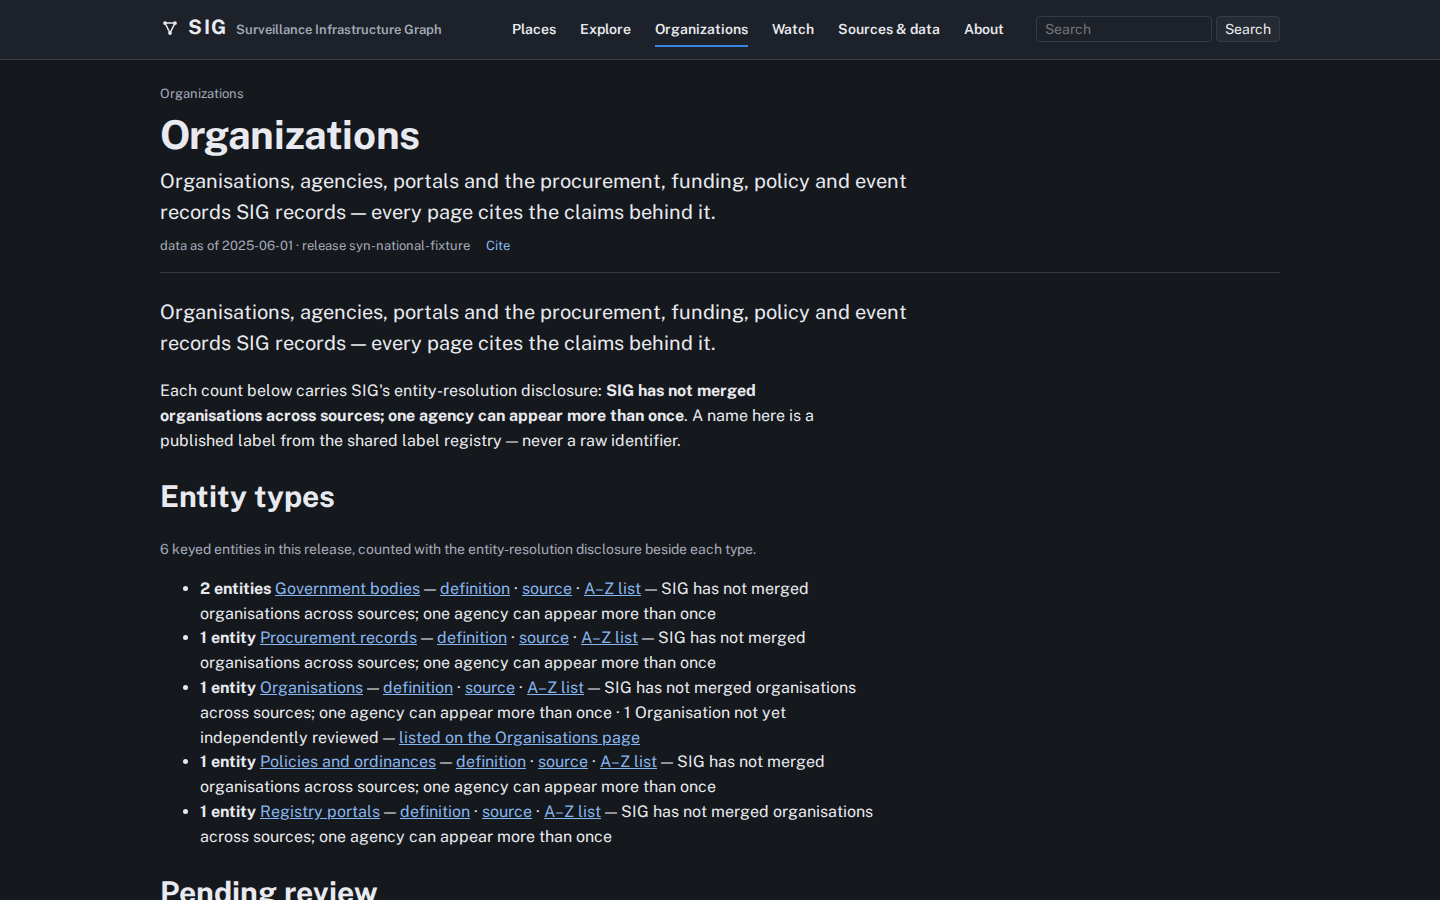 SIG Surveillance Infrastructure Graph Places Explore Organizations Watch Sources & data About Search Search
Organizations
Organizations
Organisations, agencies, portals and the procurement, funding, policy and event
records SIG records — every page cites the claims behind it.
data as of 2025-06-01 · release syn-national-fixture Cite
Organisations, agencies, portals and the procurement, funding, policy and event
records SIG records — every page cites the claims behind it.
Each count below carries SIG's entity-resolution disclosure: SIG has not merged
organisations across sources; one agency can appear more than once. A name here is a
published label from the shared label registry — never a raw identifier.
Entity types
6 keyed entities in this release, counted with the entity-resolution disclosure beside each type.
• 2 entities Government bodies — definition · source · A–Z list — SIG has not merged
organisations across sources; one agency can appear more than once
• 1 entity Procurement records — definition · source · A–Z list — SIG has not merged
organisations across sources; one agency can appear more than once
• 1 entity Organisations — definition · source · A–Z list — SIG has not merged organisations
across sources; one agency can appear more than once · 1 Organisation not yet
independently reviewed — listed on the Organisations page
• 1 entity Policies and ordinances — definition · source · A–Z list — SIG has not merged
organisations across sources; one agency can appear more than once
• 1 entity Registry portals — definition · source · A–Z list — SIG has not merged organisations
across sources; one agency can appear more than once
Pending review